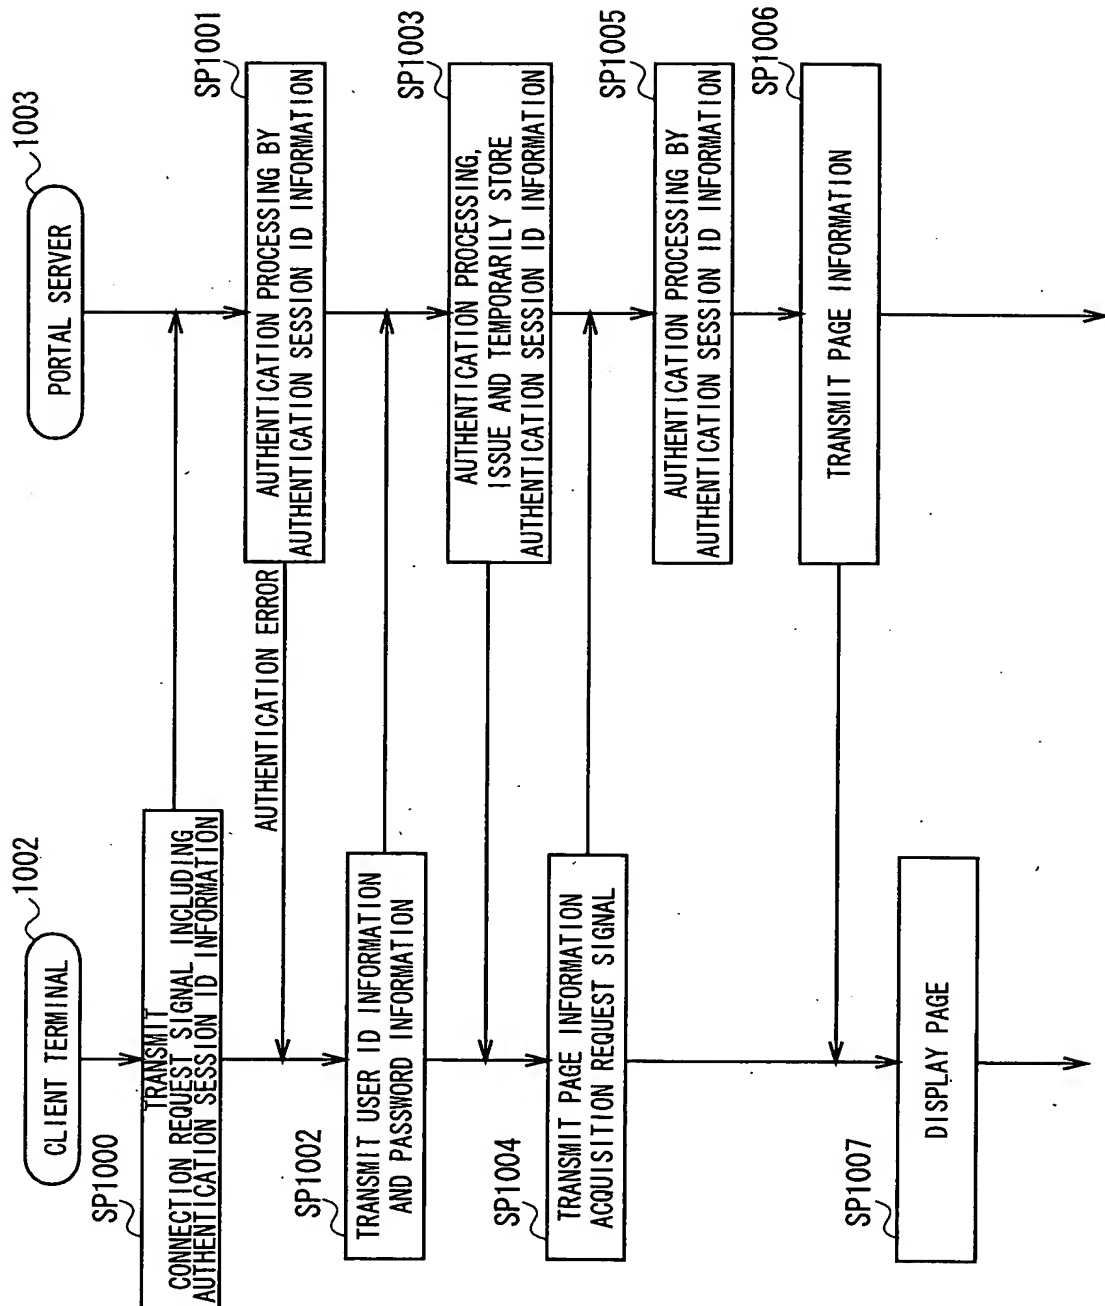 CLIENT TERMINAL
1002
PORTAL SERVER
1003
SP1000
TRANSMIT
CONNECTION REQUEST SIGNAL INCLUDING
AUTHENTICATION SESSION ID INFORMATION
SP1001
AUTHENTICATION PROCESSING BY
AUTHENTICATION SESSION ID INFORMATION
AUTHENTICATION ERROR
SP1002
TRANSMIT USER ID INFORMATION
AND PASSWORD INFORMATION
SP1003
AUTHENTICATION PROCESSING,
ISSUE AND TEMPORARILY STORE
AUTHENTICATION SESSION ID INFORMATION
SP1004
TRANSMIT PAGE INFORMATION
ACQUISITION REQUEST SIGNAL
SP1005
AUTHENTICATION PROCESSING BY
AUTHENTICATION SESSION ID INFORMATION
SP1006
TRANSMIT PAGE INFORMATION
SP1007
DISPLAY PAGE